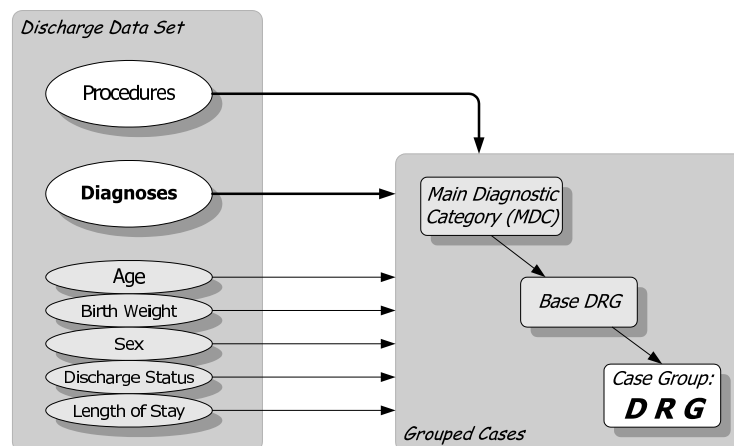 Discharge Data Set
Procedures
Diagnoses
Age
Birth Weight
Sex
Discharge Status
Length of Stay
Main Diagnostic
Category (MDC)
Base DRG
Case Group:
D R G
Grouped Cases